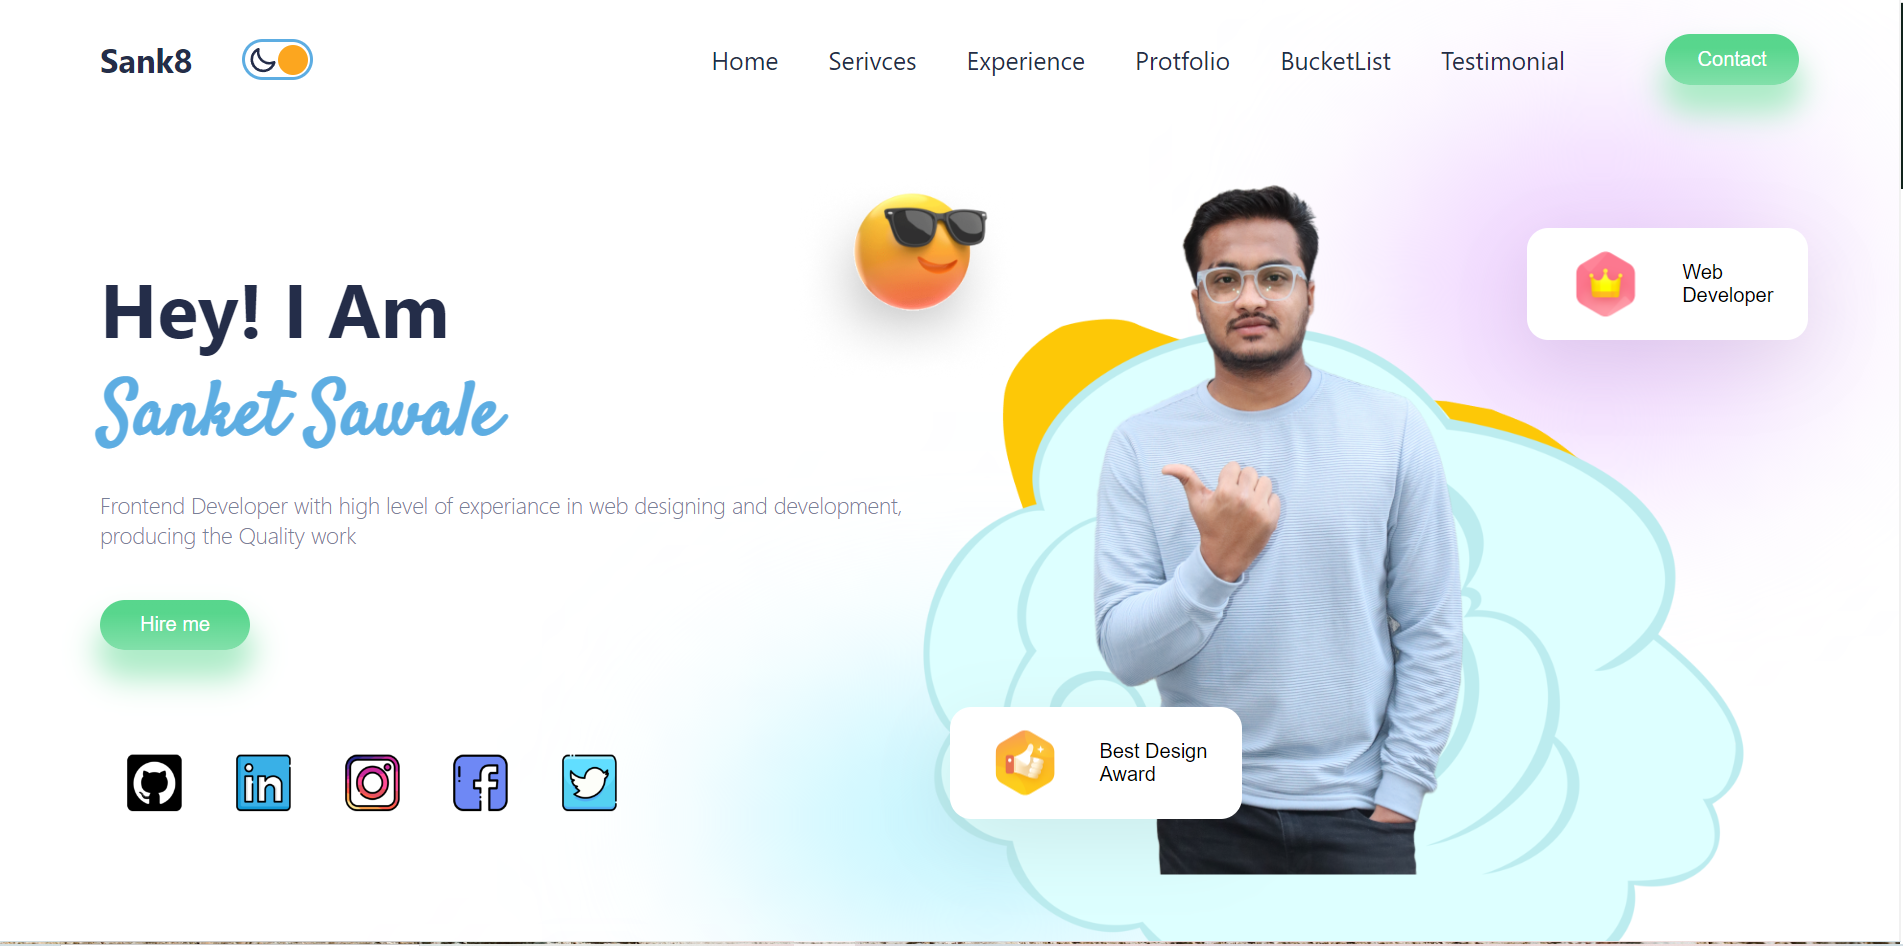 Sank8
Home Serivces Experience Protfolio BucketList Testimonial Contact
Web
Developer
Hey! I Am
Sanket Sawale
Frontend Developer with high level of experiance in web designing and development,
producing the Quality work
Hire me
Best Design
Award